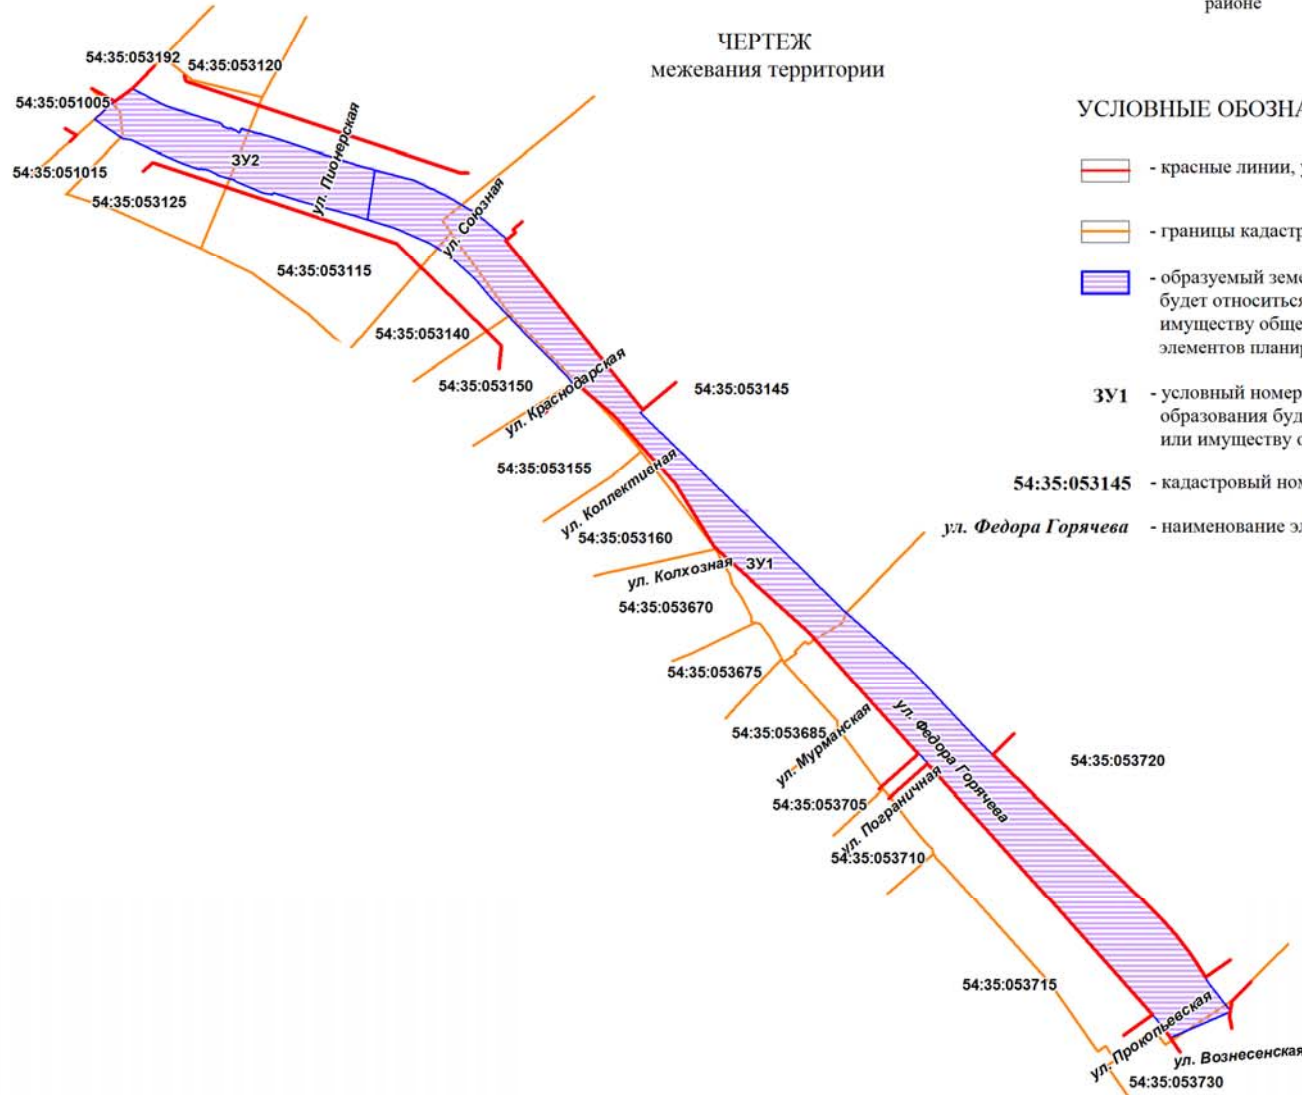 районе
ЧЕРТЕЖ
межевания территории
УСЛОВНЫЕ ОБОЗНА
- красные линии,
- границы кадастр
- образуемый земе
будет относиться
имуществу обще
элементов плани
ЗУ1 - условный номер
образования буд
или имуществу о
54:35:053145 - кадастровый ном
ул. Федора Горячева - наименование эл
54:35:053192
54:35:053120
54:35:051005
ЗУ2
ул. Пионерская
54:35:051015
54:35:053125
ул. Союзная
54:35:053115
54:35:053140
54:35:053150
ул. Краснодарская
54:35:053145
54:35:053155
ул. Коллективная
54:35:053160
ул. Колхозная
ЗУ1
54:35:053670
54:35:053675
54:35:053685
ул. Мурманская
ул. Федора Горячева
54:35:053720
54:35:053705
ул. Пограничная
54:35:053710
54:35:053715
ул. Прокопьевская
ул. Вознесенская
54:35:053730